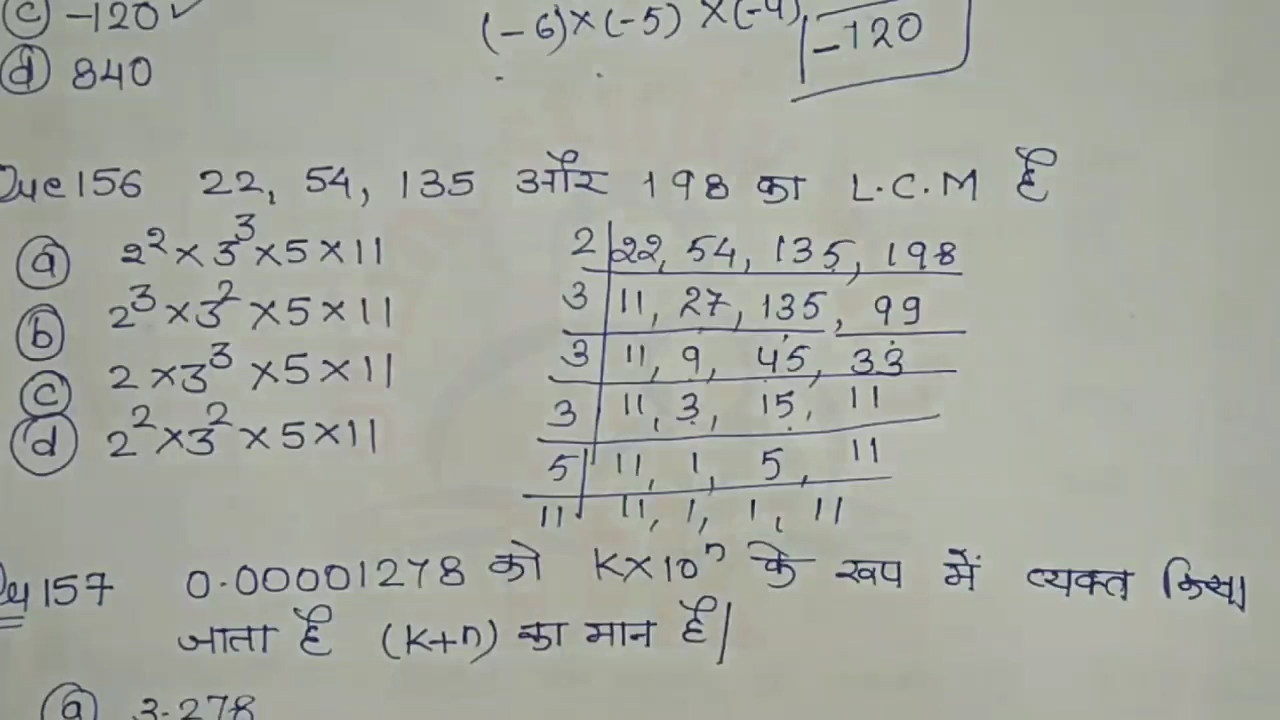 (c) -120 ✓
(-6)×(-5)×(-4)
-120
(d) 840
Que 156 22, 54, 135 और 198 का L.C.M है
(a) 2² × 3³ × 5 × 11
(b) 2³ × 3² × 5 × 11
(c) 2 × 3³ × 5 × 11
(d) 2² × 3² × 5 × 11
2 | 22, 54, 135, 198
3 | 11, 27, 135, 99
3 | 11, 9, 45, 33
3 | 11, 3, 15, 11
5 | 11, 1, 5, 11
11 | 11, 1, 1, 11
157 0.00001278 को K×10ⁿ के रूप में व्यक्त किया
जाता है (K+n) का मान है|
(a) 3.278